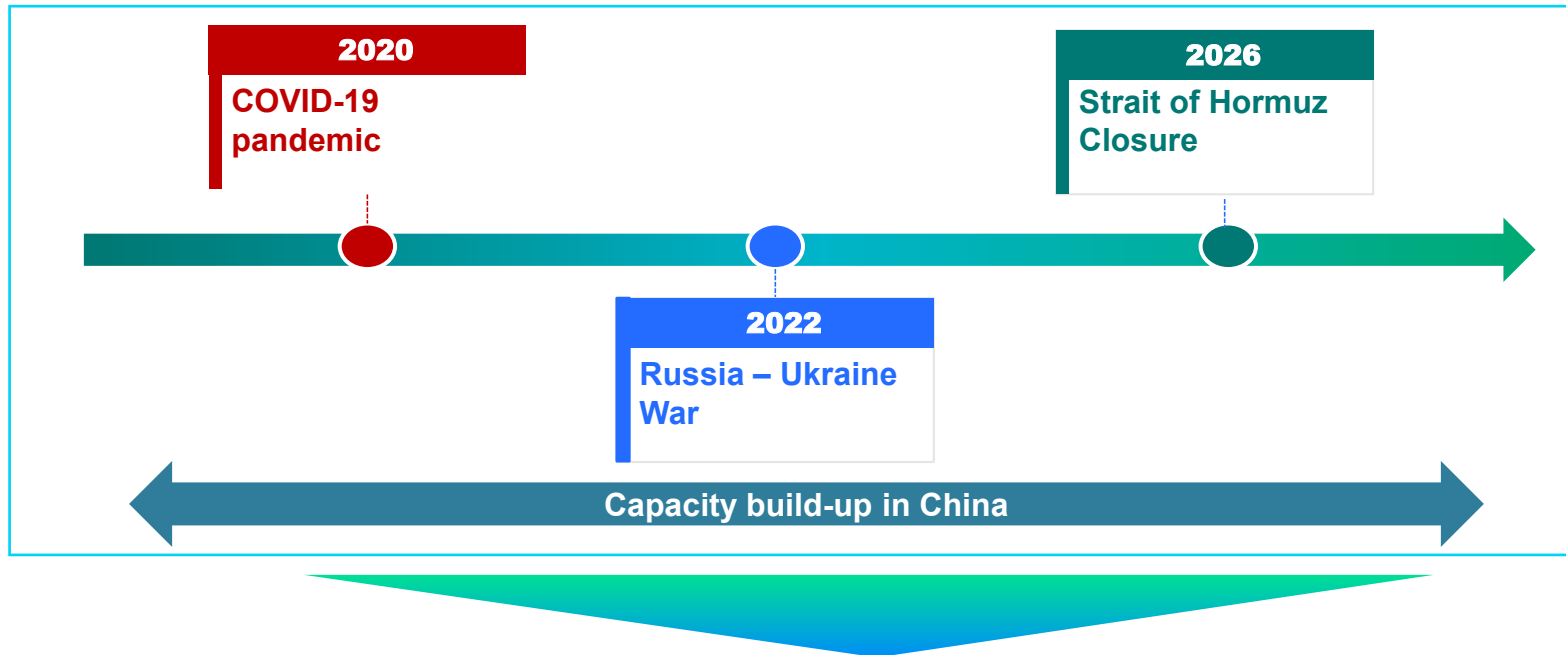 2020
COVID-19
pandemic
2026
Strait of Hormuz
Closure
2022
Russia – Ukraine
War
Capacity build-up in China